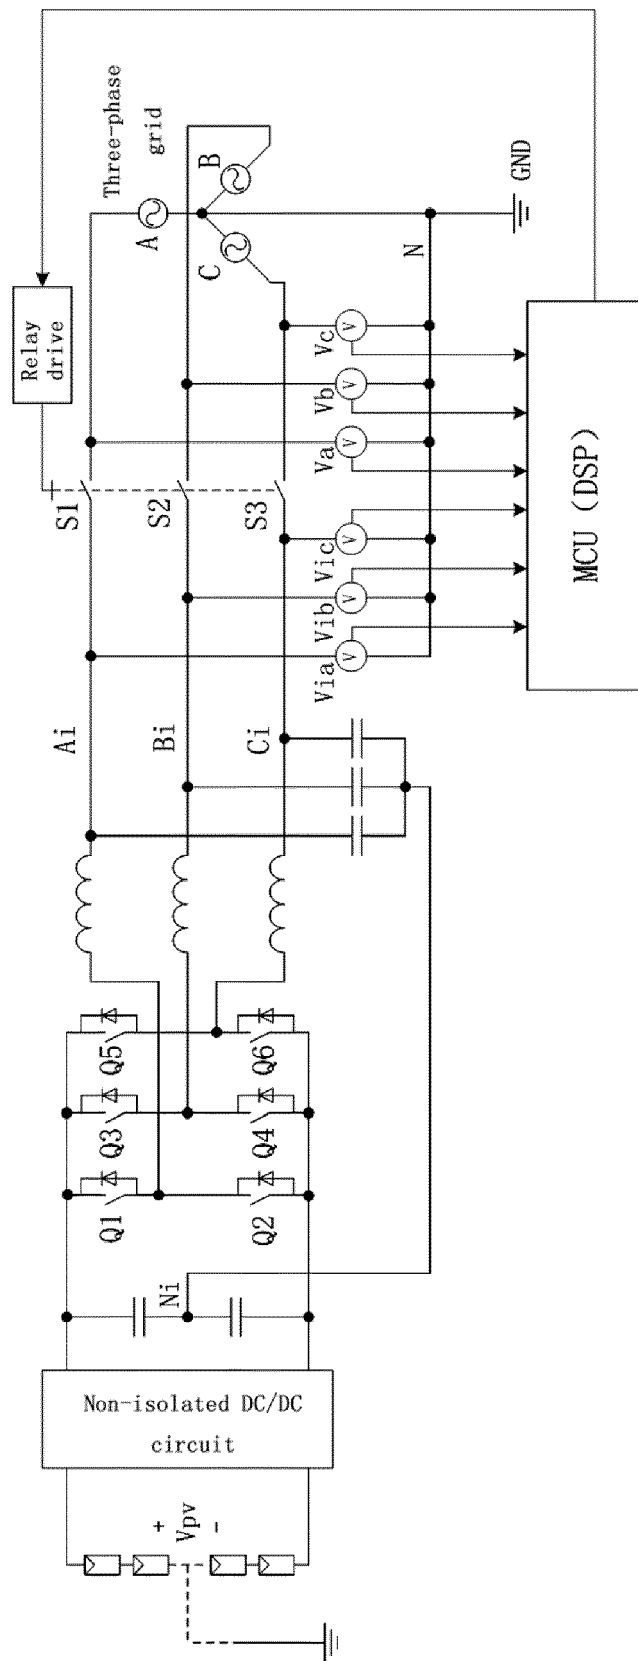 Three-phase
grid
A
B
C
GND
N
Relay
drive
S1
S2
S3
Va
Vb
Vc
Via
Vib
Vic
V
V
V
V
V
V
MCU (DSP)
Ai
Bi
Ci
Q1
Q3
Q5
Q2
Q4
Q6
Ni
Non-isolated DC/DC
circuit
+
Vpv
-